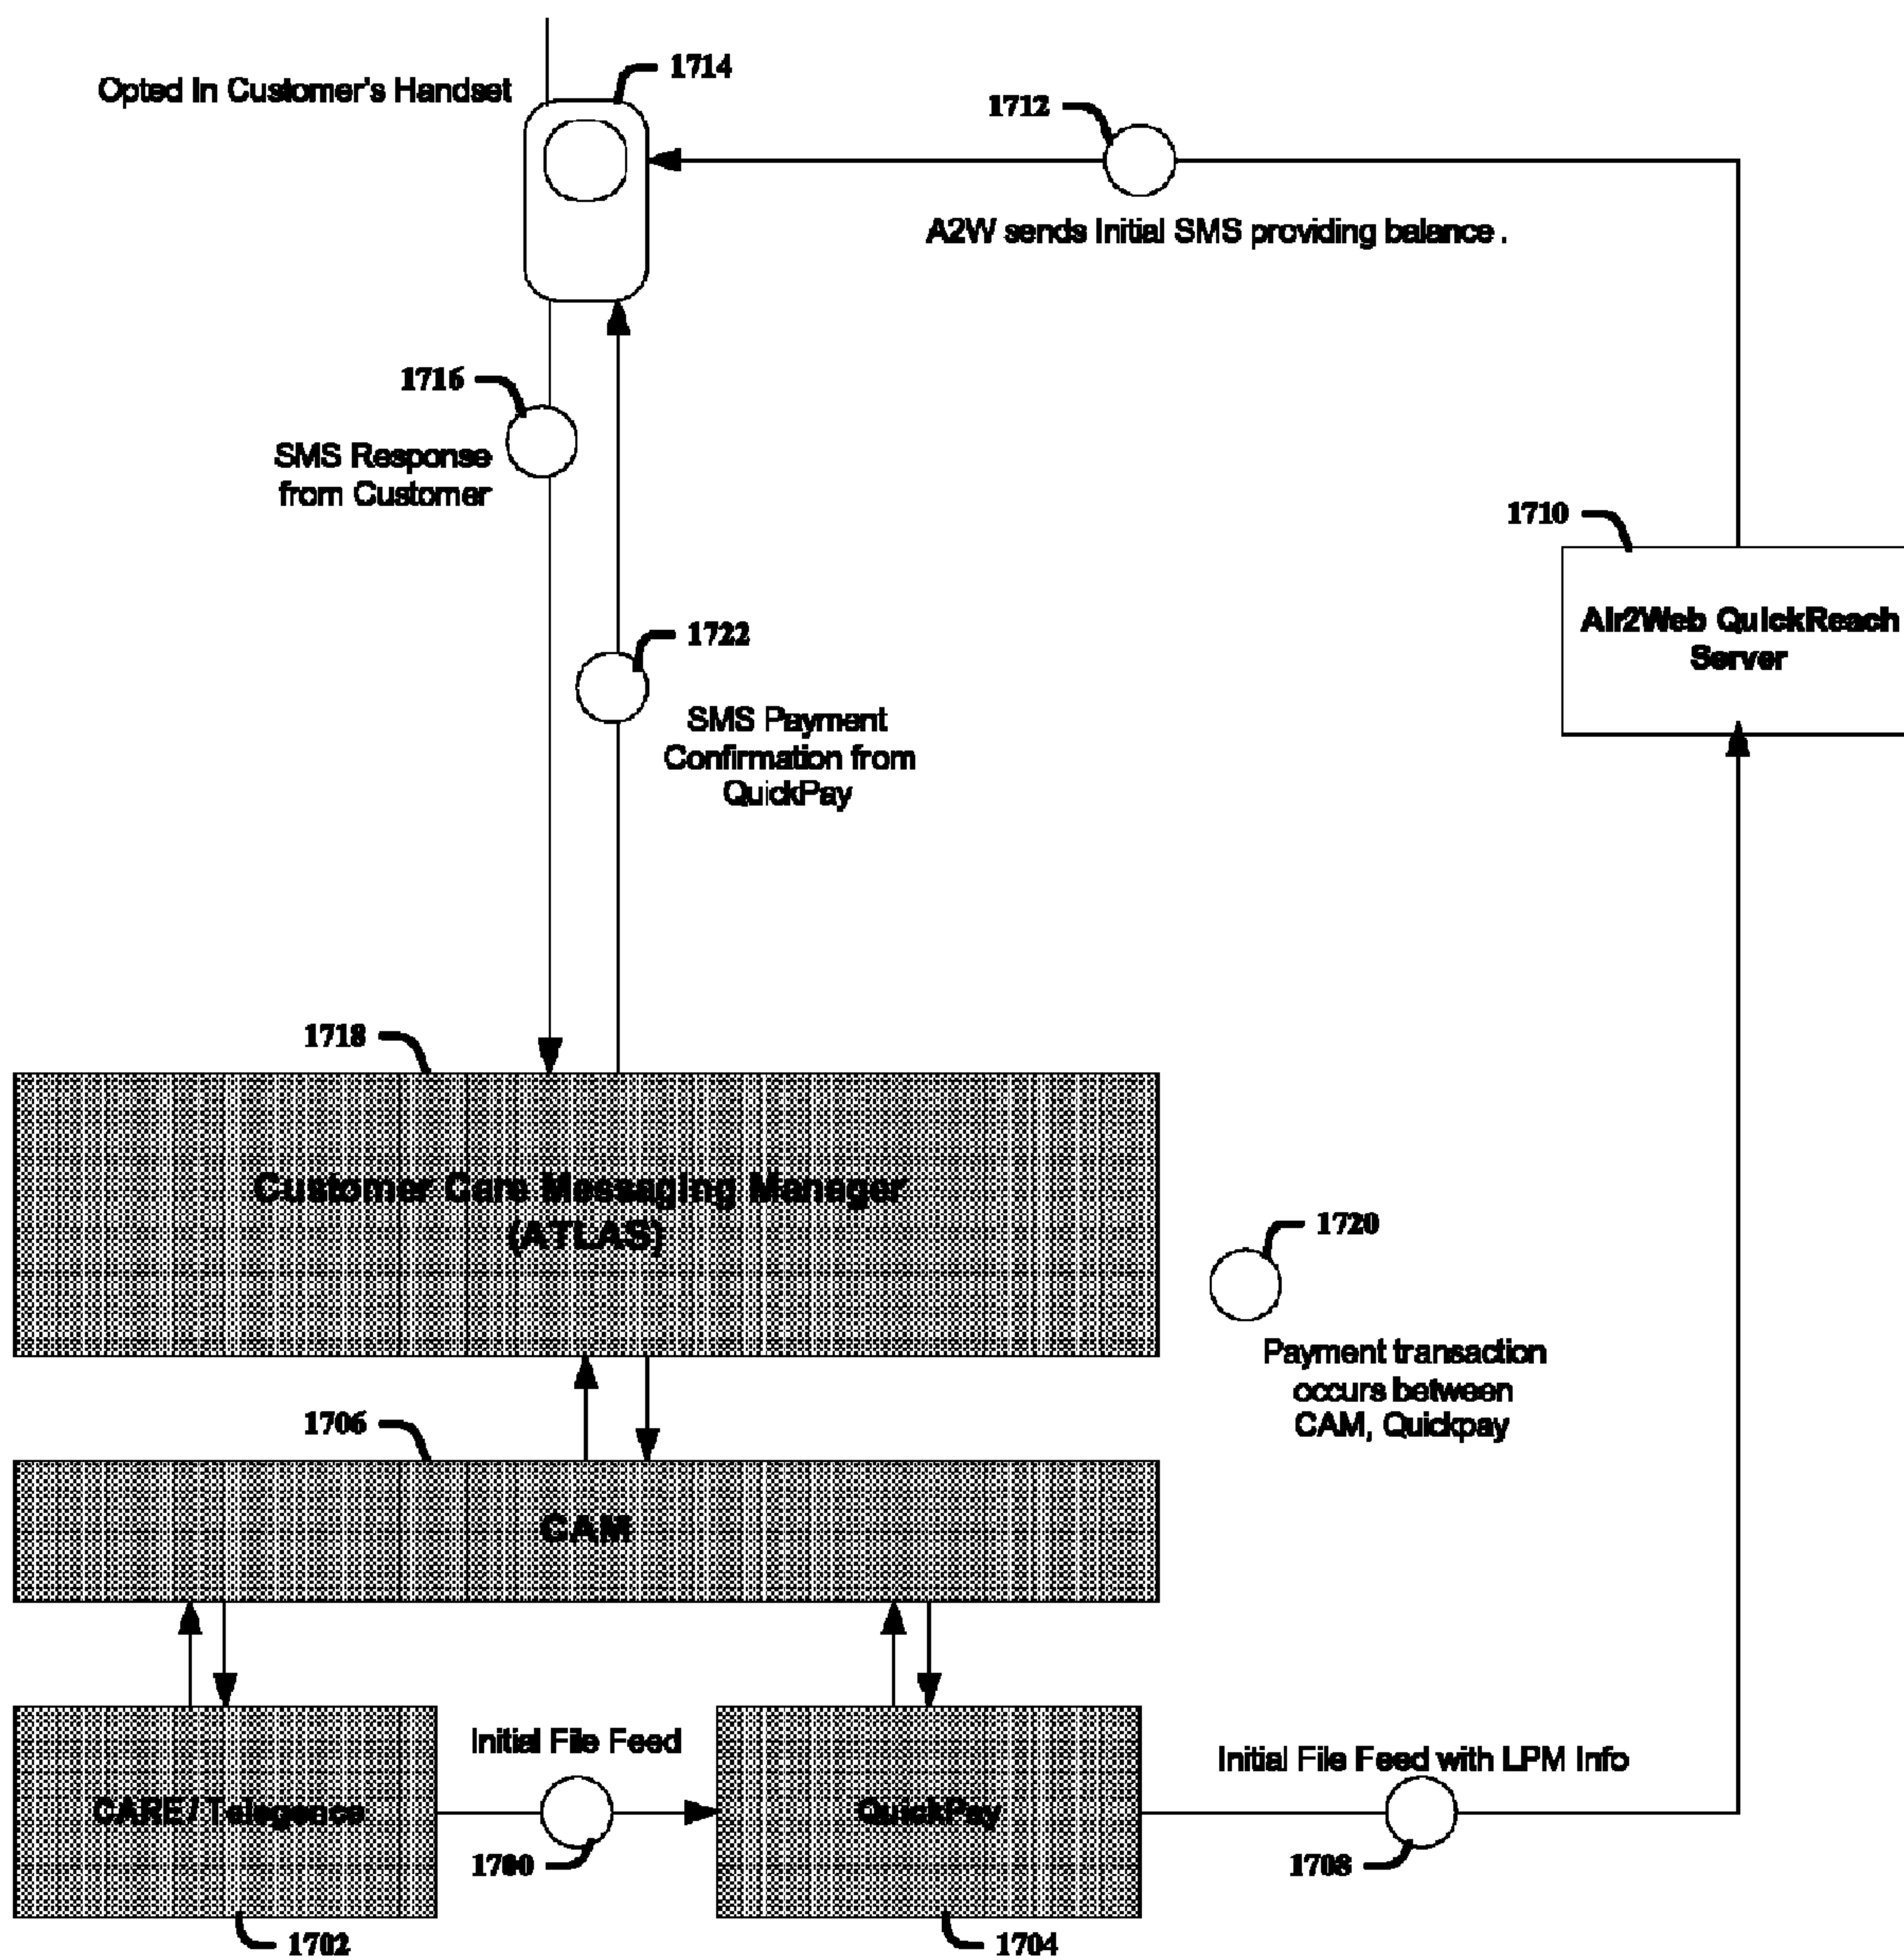 1714
Opted In Customer's Handset
1712
A2W sends Initial SMS providing balance .
1716
SMS Response
from Customer
1710
Air2Web QuickReach
Server
1722
SMS Payment
Confirmation from
QuickPay
1718
Customer Care Messaging Manager
(ATLAS)
1720
Payment transaction
occurs between
CAM, Quickpay
1706
CAM
Initial File Feed
Initial File Feed with LPM Info
CARE / Telegence
QuickPay
1700
1708
1702
1704